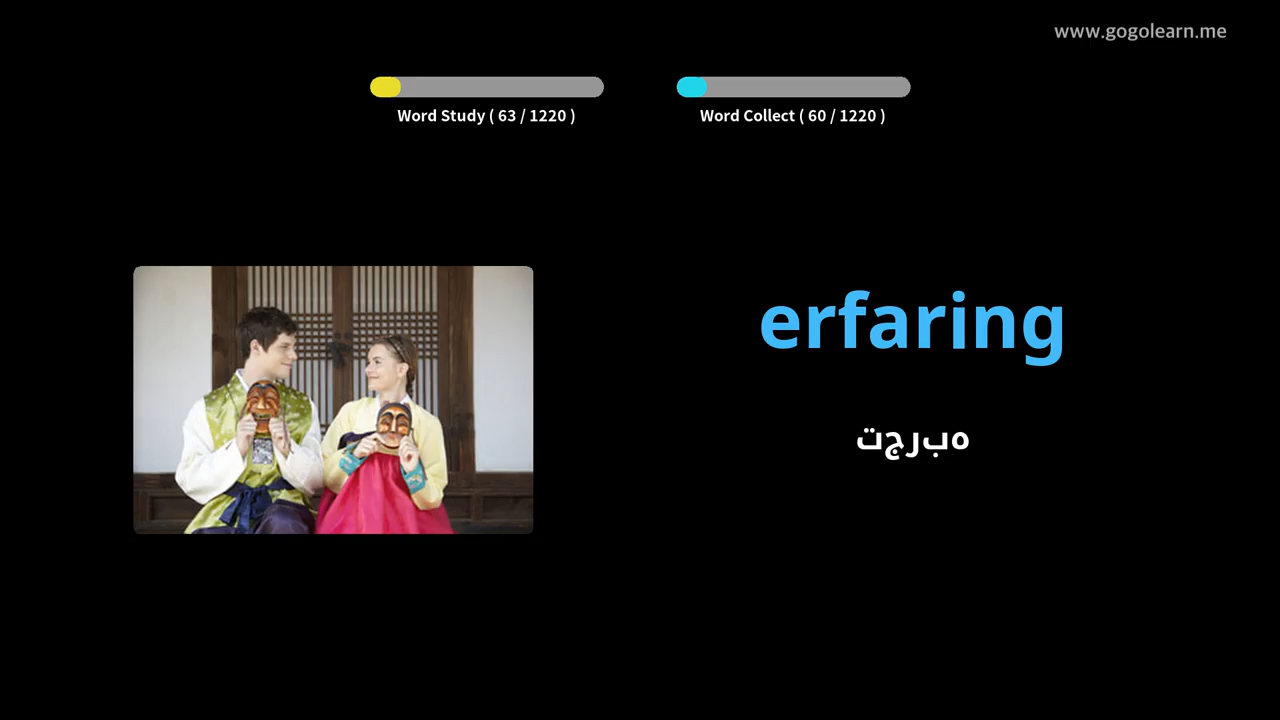 www.gogolearn.me
Word Study ( 63 / 1220 )
Word Collect ( 60 / 1220 )
erfaring
تجربه